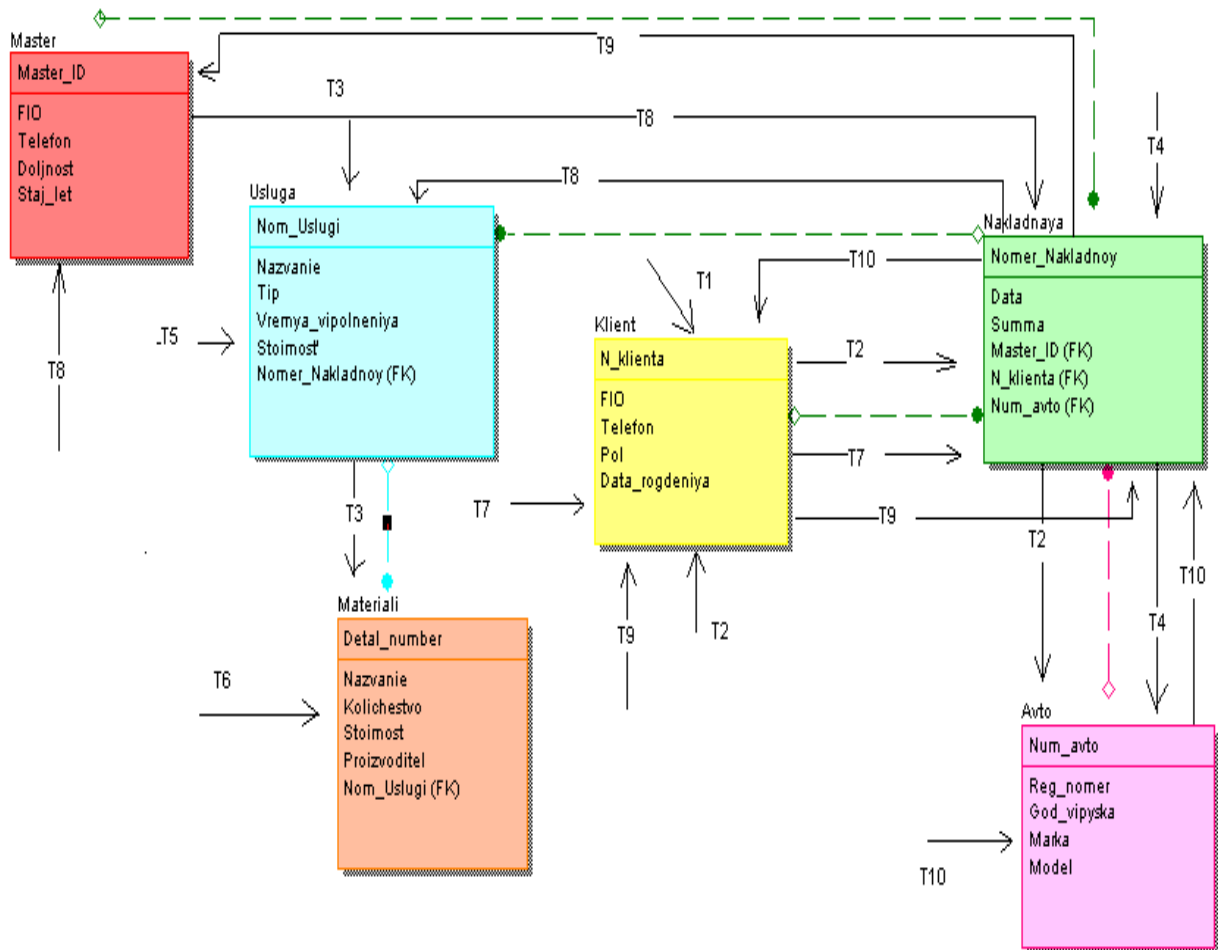 Master
Master_ID
FIO
Telefon
Doljnost
Staj_let
T9
T3
T8
T4
T8
Usluga
Nom_Uslugi
Nazvanie
Tip
Vremya_vipolneniya
Stoimost'
Nomer_Nakladnoy (FK)
T5
T8
Nakladnaya
Nomer_Nakladnoy
Data
Summa
Master_ID (FK)
N_klienta (FK)
Num_avto (FK)
T10
T1
Klient
N_klienta
FIO
Telefon
Pol
Data_rogdeniya
T2
T7
T7
T9
T3
T2
T10
T4
T9
T2
Materiali
Detal_number
Nazvanie
Kolichestvo
Stoimost
Proizvoditel
Nom_Uslugi (FK)
T6
Avto
Num_avto
Reg_nomer
God_vipyska
Marka
Model
T10